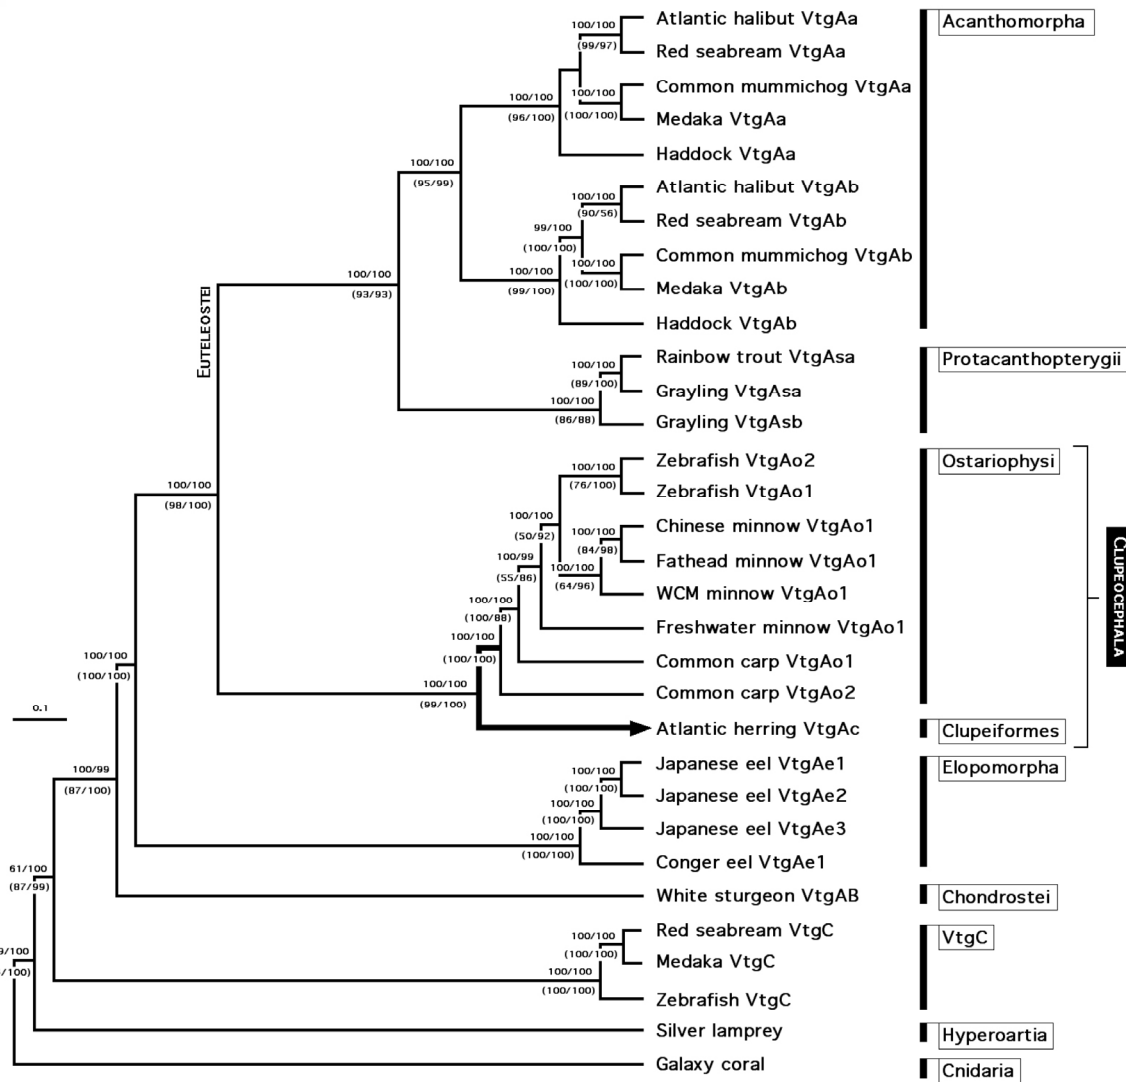 100/100
Atlantic halibut VtgAa
Acanthomorpha
(99/97)
Red seabream VtgAa
100/100
100/100
Common mummichog VtgAa
(96/100)
(100/100)
Medaka VtgAa
Haddock VtgAa
100/100
(95/99)
Atlantic halibut VtgAb
100/100
(90/56)
Red seabream VtgAb
99/100
(100/100)
Common mummichog VtgAb
100/100
100/100
100/100
(93/93)
(99/100)
(100/100)
Medaka VtgAb
EUTELEOSTEI
Haddock VtgAb
Rainbow trout VtgAsa
Protacanthopterygii
100/100
(89/100)
Grayling VtgAsa
100/100
(86/88)
Grayling VtgAsb
Zebrafish VtgAo2
Ostariophysi
100/100
(76/100)
Zebrafish VtgAo1
100/100
(98/100)
100/100
(50/92)
Chinese minnow VtgAo1
100/100
(84/98)
100/99
(55/86)
Fathead minnow VtgAo1
100/100
(64/96)
WCM minnow VtgAo1
CLUPEOCEPHALA
100/100
(100/88)
Freshwater minnow VtgAo1
100/100
(100/100)
Common carp VtgAo1
100/100
(100/100)
100/100
(99/100)
Common carp VtgAo2
0.1
Atlantic herring VtgAc
Clupeiformes
Japanese eel VtgAe1
Elopomorpha
100/99
(87/100)
100/100
(100/100)
Japanese eel VtgAe2
100/100
(100/100)
Japanese eel VtgAe3
100/100
(100/100)
Conger eel VtgAe1
61/100
(87/99)
White sturgeon VtgAB
Chondrostei
Red seabream VtgC
VtgC
100/100
(100/100)
Medaka VtgC
9/100
/100)
100/100
(100/100)
Zebrafish VtgC
Silver lamprey
Hyperoartia
Galaxy coral
Cnidaria